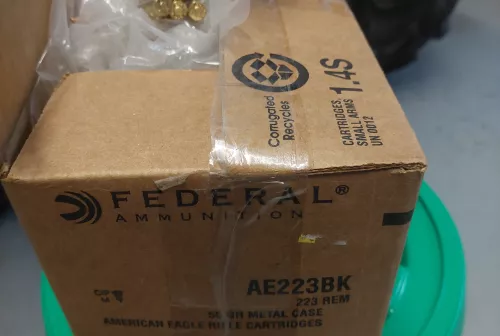 Corrugated
Recycles
CARTRIDGES,
SMALL ARMS
UN 0012
1.4S
FEDERAL®
AMMUNITION
AE223BK
223 REM
METAL CASE
AMERICAN EAGLE RIFLE CARTRIDGES